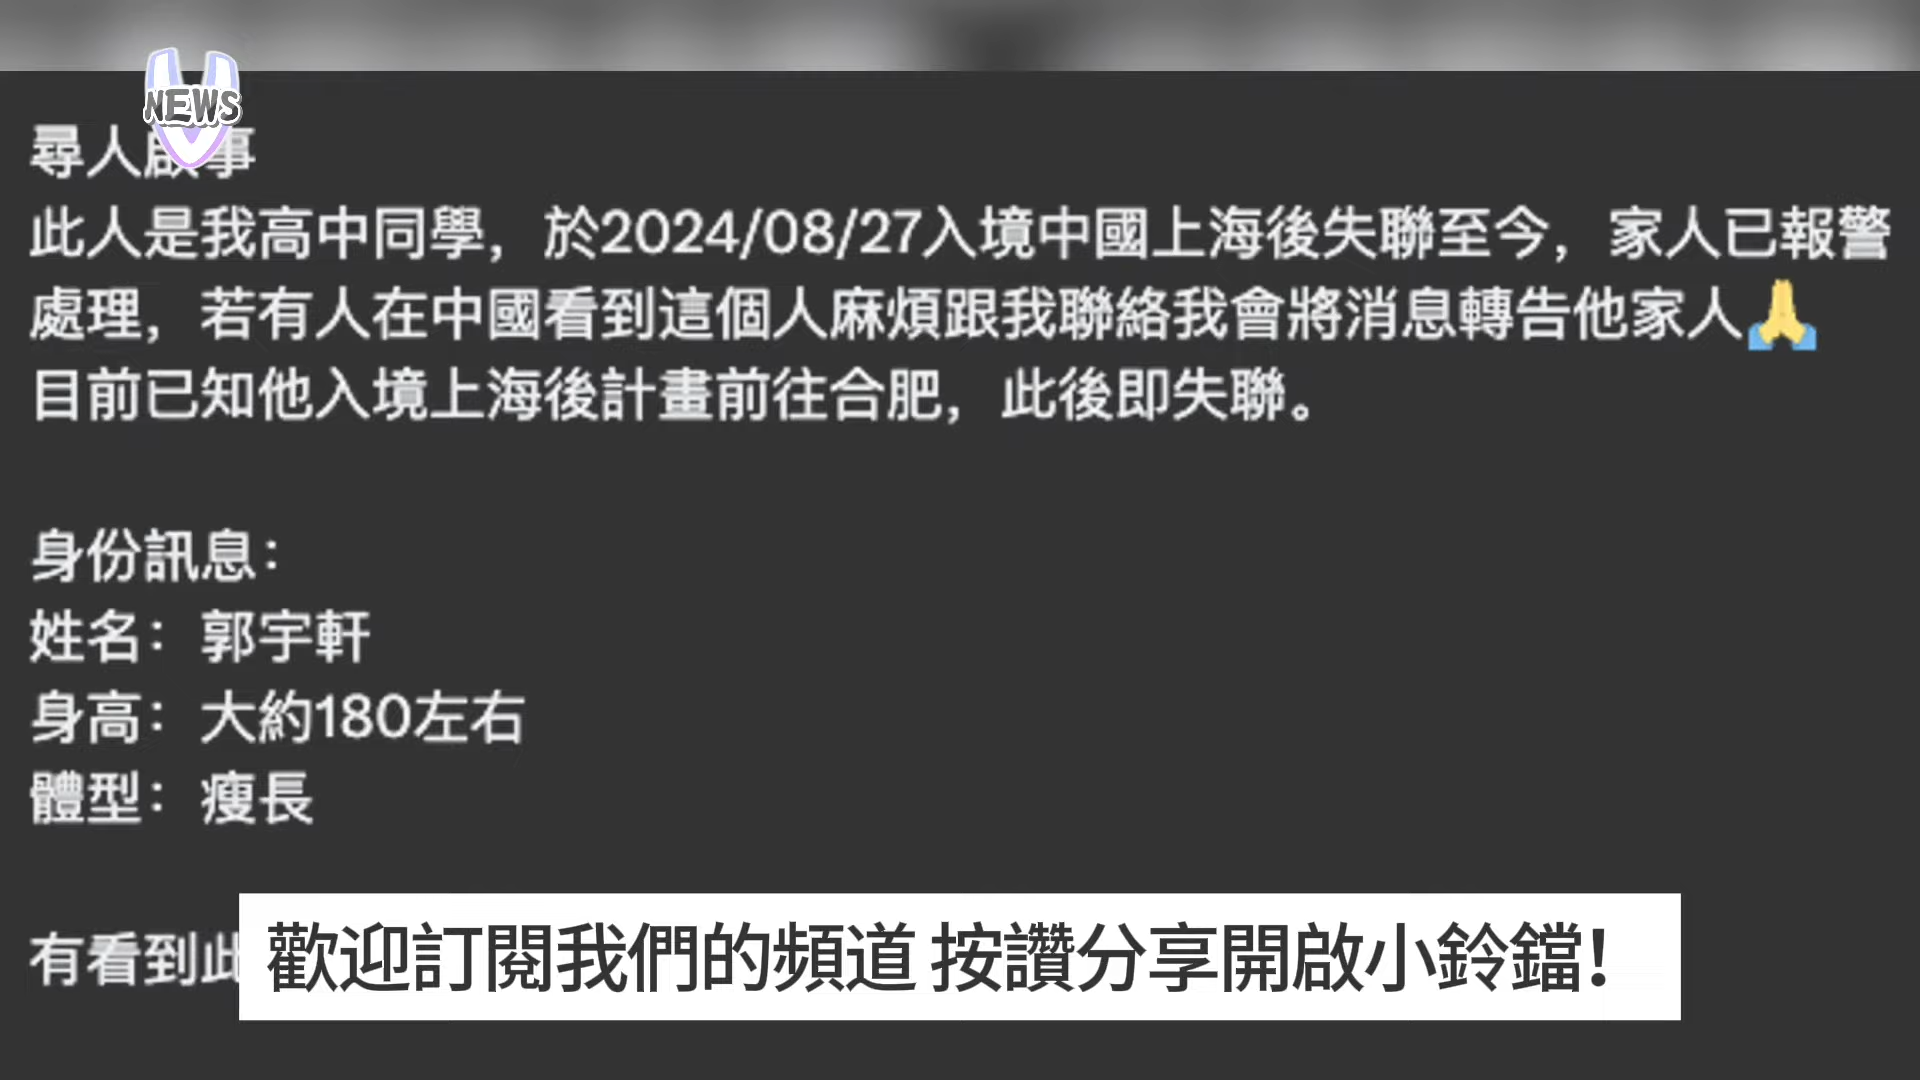 NEWS
尋人啟事
此人是我高中同學，於2024/08/27入境中國上海後失聯至今，家人已報警
處理，若有人在中國看到這個人麻煩跟我聯絡我會將消息轉告他家人🙏
目前已知他入境上海後計畫前往合肥，此後即失聯。
身份訊息：
姓名：郭宇軒
身高：大約180左右
體型：瘦長
有看到此
歡迎訂閱我們的頻道 按讚分享開啟小鈴鐺！